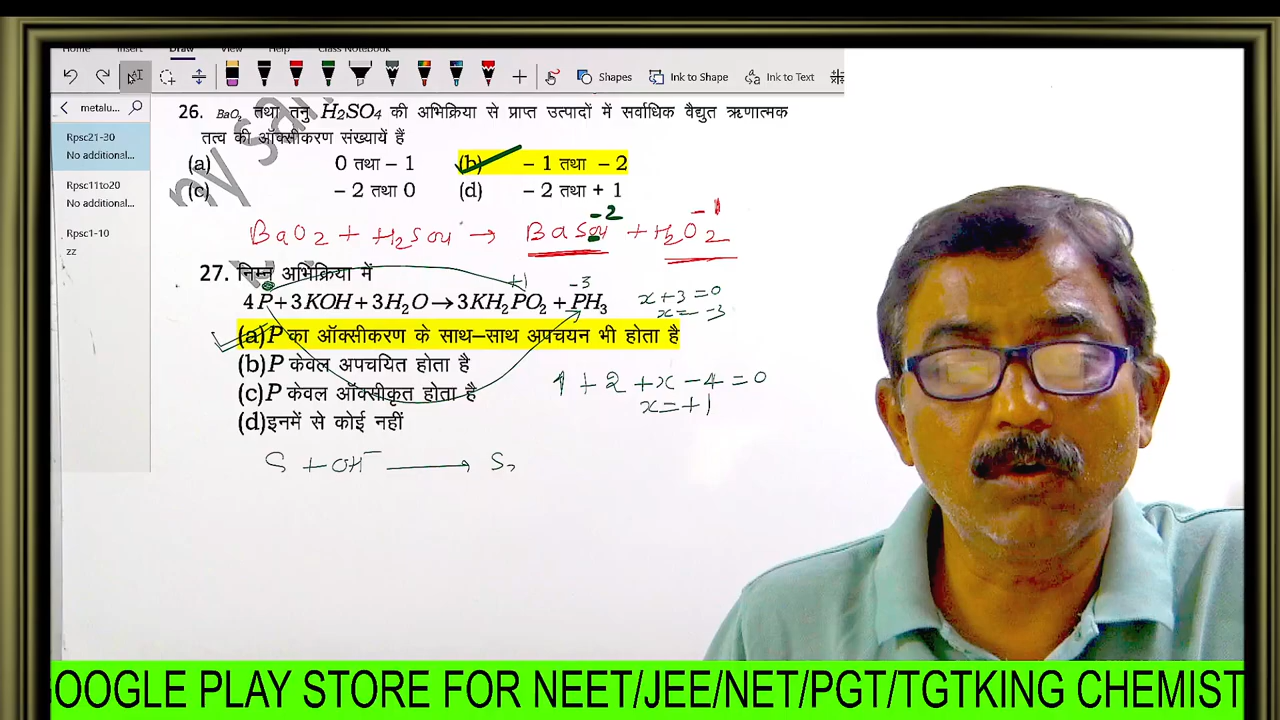 Home Insert Draw View Help Class Notebook
Shapes Ink to Shape Ink to Text
metalu...
Rpsc21-30
No additional...
Rpsc11to20
No additional...
Rpsc1-10
zz
26. BaO₂ तथा तनु H₂SO₄ की अभिक्रिया से प्राप्त उत्पादों में सर्वाधिक वैद्युत ऋणात्मक
तत्व की ऑक्सीकरण संख्यायें हैं
(a) 0 तथा – 1 (b) – 1 तथा – 2
(c) – 2 तथा 0 (d) – 2 तथा + 1
-2 -1
BaO₂ + H₂SO₄ → BaSO₄ + H₂O₂
27. निम्न अभिक्रिया में
+1 -3
4P + 3KOH + 3H₂O → 3KH₂PO₂ + PH₃
x+3=0
x=-3
(a)P का ऑक्सीकरण के साथ–साथ अपचयन भी होता है
(b)P केवल अपचयित होता है
(c)P केवल ऑक्सीकृत होता है
1+2+x-4=0
x=+1
(d)इनमें से कोई नहीं
S + OH⁻ → S
OOGLE PLAY STORE FOR NEET/JEE/NET/PGT/TGTKING CHEMIST